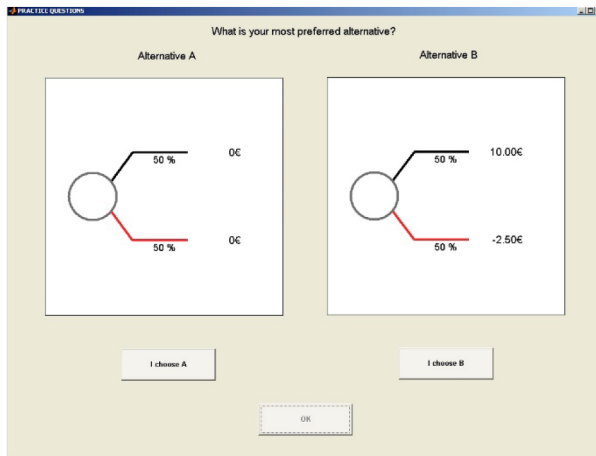 PRACTICE QUESTIONS
What is your most preferred alternative?
Alternative A
Alternative B
50 %
0€
50 %
0€
50 %
10.00€
50 %
-2.50€
I choose A
I choose B
OK